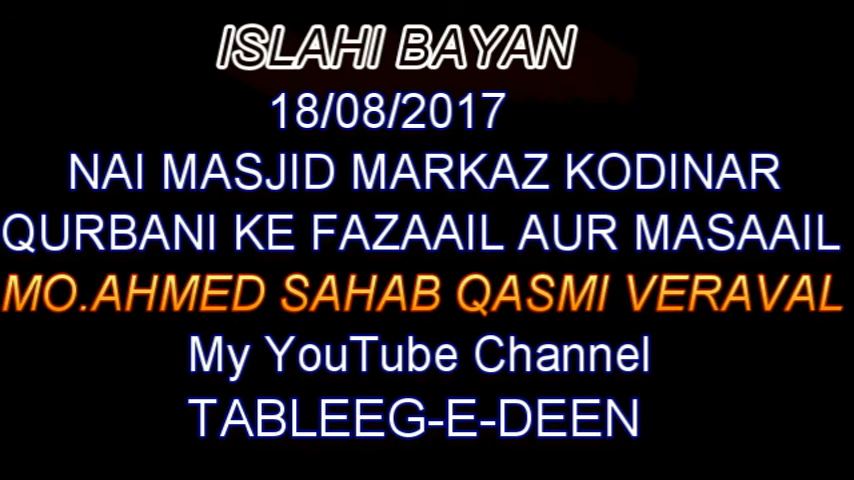 ISLAHI BAYAN
18/08/2017
NAI MASJID MARKAZ KODINAR
QURBANI KE FAZAAIL AUR MASAAIL
MO.AHMED SAHAB QASMI VERAVAL
My YouTube Channel
TABLEEG-E-DEEN